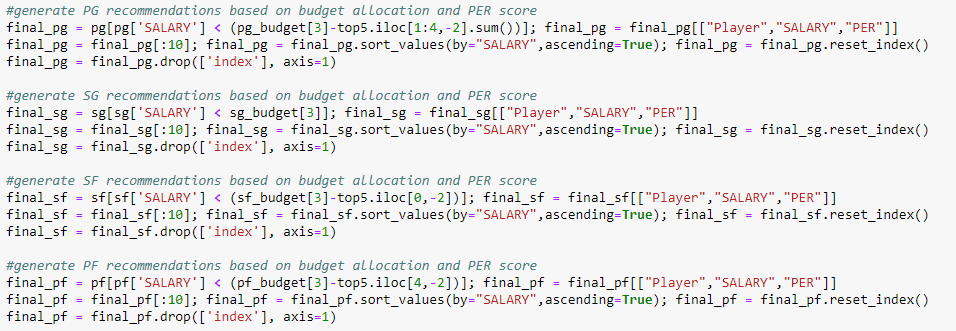 #generate PG recommendations based on budget allocation and PER score
final_pg = pg[pg['SALARY'] < (pg_budget[3]-top5.iloc[1:4,-2].sum())]; final_pg = final_pg[["Player","SALARY","PER"]]
final_pg = final_pg[:10]; final_pg = final_pg.sort_values(by="SALARY",ascending=True); final_pg = final_pg.reset_index()
final_pg = final_pg.drop(['index'], axis=1)
#generate SG recommendations based on budget allocation and PER score
final_sg = sg[sg['SALARY'] < sg_budget[3]]; final_sg = final_sg[["Player","SALARY","PER"]]
final_sg = final_sg[:10]; final_sg = final_sg.sort_values(by="SALARY",ascending=True); final_sg = final_sg.reset_index()
final_sg = final_sg.drop(['index'], axis=1)
#generate SF recommendations based on budget allocation and PER score
final_sf = sf[sf['SALARY'] < (sf_budget[3]-top5.iloc[0,-2])]; final_sf = final_sf[["Player","SALARY","PER"]]
final_sf = final_sf[:10]; final_sf = final_sf.sort_values(by="SALARY",ascending=True); final_sf = final_sf.reset_index()
final_sf = final_sf.drop(['index'], axis=1)
#generate PF recommendations based on budget allocation and PER score
final_pf = pf[pf['SALARY'] < (pf_budget[3]-top5.iloc[4,-2])]; final_pf = final_pf[["Player","SALARY","PER"]]
final_pf = final_pf[:10]; final_pf = final_pf.sort_values(by="SALARY",ascending=True); final_pf = final_pf.reset_index()
final_pf = final_pf.drop(['index'], axis=1)